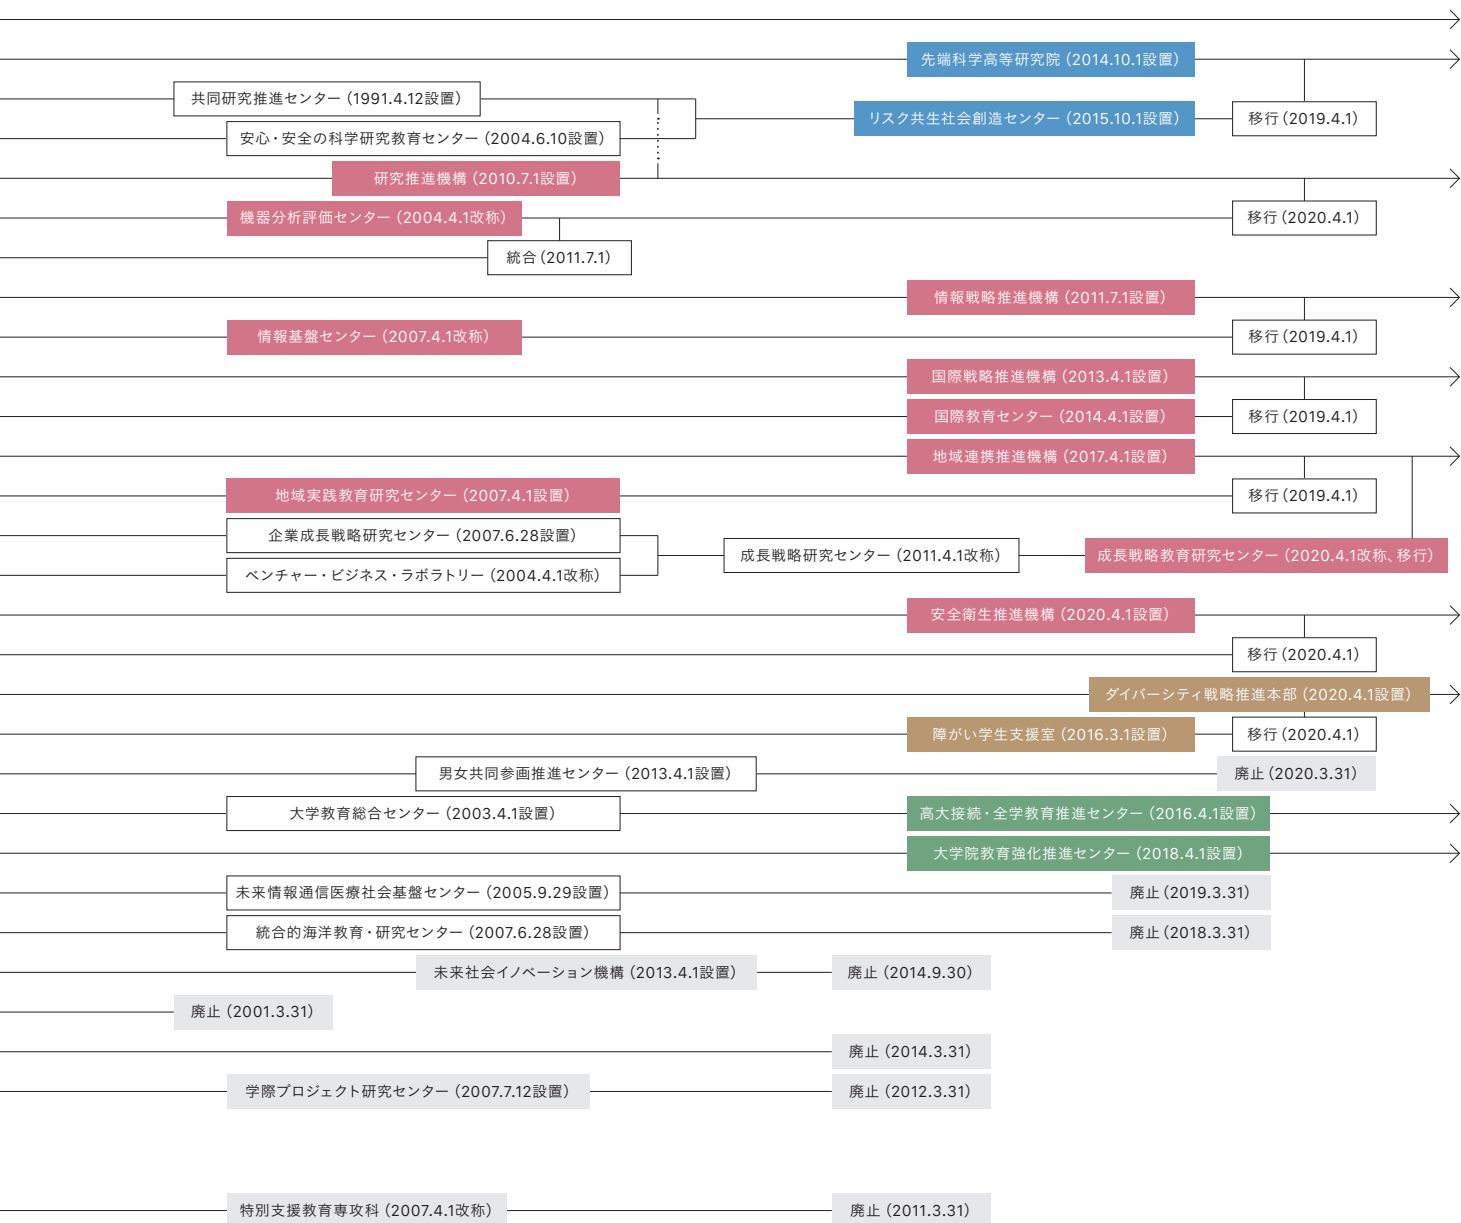 先端科学高等研究院（2014.10.1設置）
共同研究推進センター（1991.4.12設置）
リスク共生社会創造センター（2015.10.1設置）
移行（2019.4.1）
安心・安全の科学研究教育センター（2004.6.10設置）
研究推進機構（2010.7.1設置）
機器分析評価センター（2004.4.1改称）
移行（2020.4.1）
統合（2011.7.1）
情報戦略推進機構（2011.7.1設置）
情報基盤センター（2007.4.1改称）
移行（2019.4.1）
国際戦略推進機構（2013.4.1設置）
国際教育センター（2014.4.1設置）
移行（2019.4.1）
地域連携推進機構（2017.4.1設置）
地域実践教育研究センター（2007.4.1設置）
移行（2019.4.1）
企業成長戦略研究センター（2007.6.28設置）
成長戦略研究センター（2011.4.1改称）
成長戦略教育研究センター（2020.4.1改称、移行）
ベンチャー・ビジネス・ラボラトリー（2004.4.1改称）
安全衛生推進機構（2020.4.1設置）
移行（2020.4.1）
ダイバーシティ戦略推進本部（2020.4.1設置）
障がい学生支援室（2016.3.1設置）
移行（2020.4.1）
男女共同参画推進センター（2013.4.1設置）
廃止（2020.3.31）
大学教育総合センター（2003.4.1設置）
高大接続・全学教育推進センター（2016.4.1設置）
大学院教育強化推進センター（2018.4.1設置）
未来情報通信医療社会基盤センター（2005.9.29設置）
廃止（2019.3.31）
統合的海洋教育・研究センター（2007.6.28設置）
廃止（2018.3.31）
未来社会イノベーション機構（2013.4.1設置）
廃止（2014.9.30）
廃止（2001.3.31）
廃止（2014.3.31）
学際プロジェクト研究センター（2007.7.12設置）
廃止（2012.3.31）
特別支援教育専攻科（2007.4.1改称）
廃止（2011.3.31）